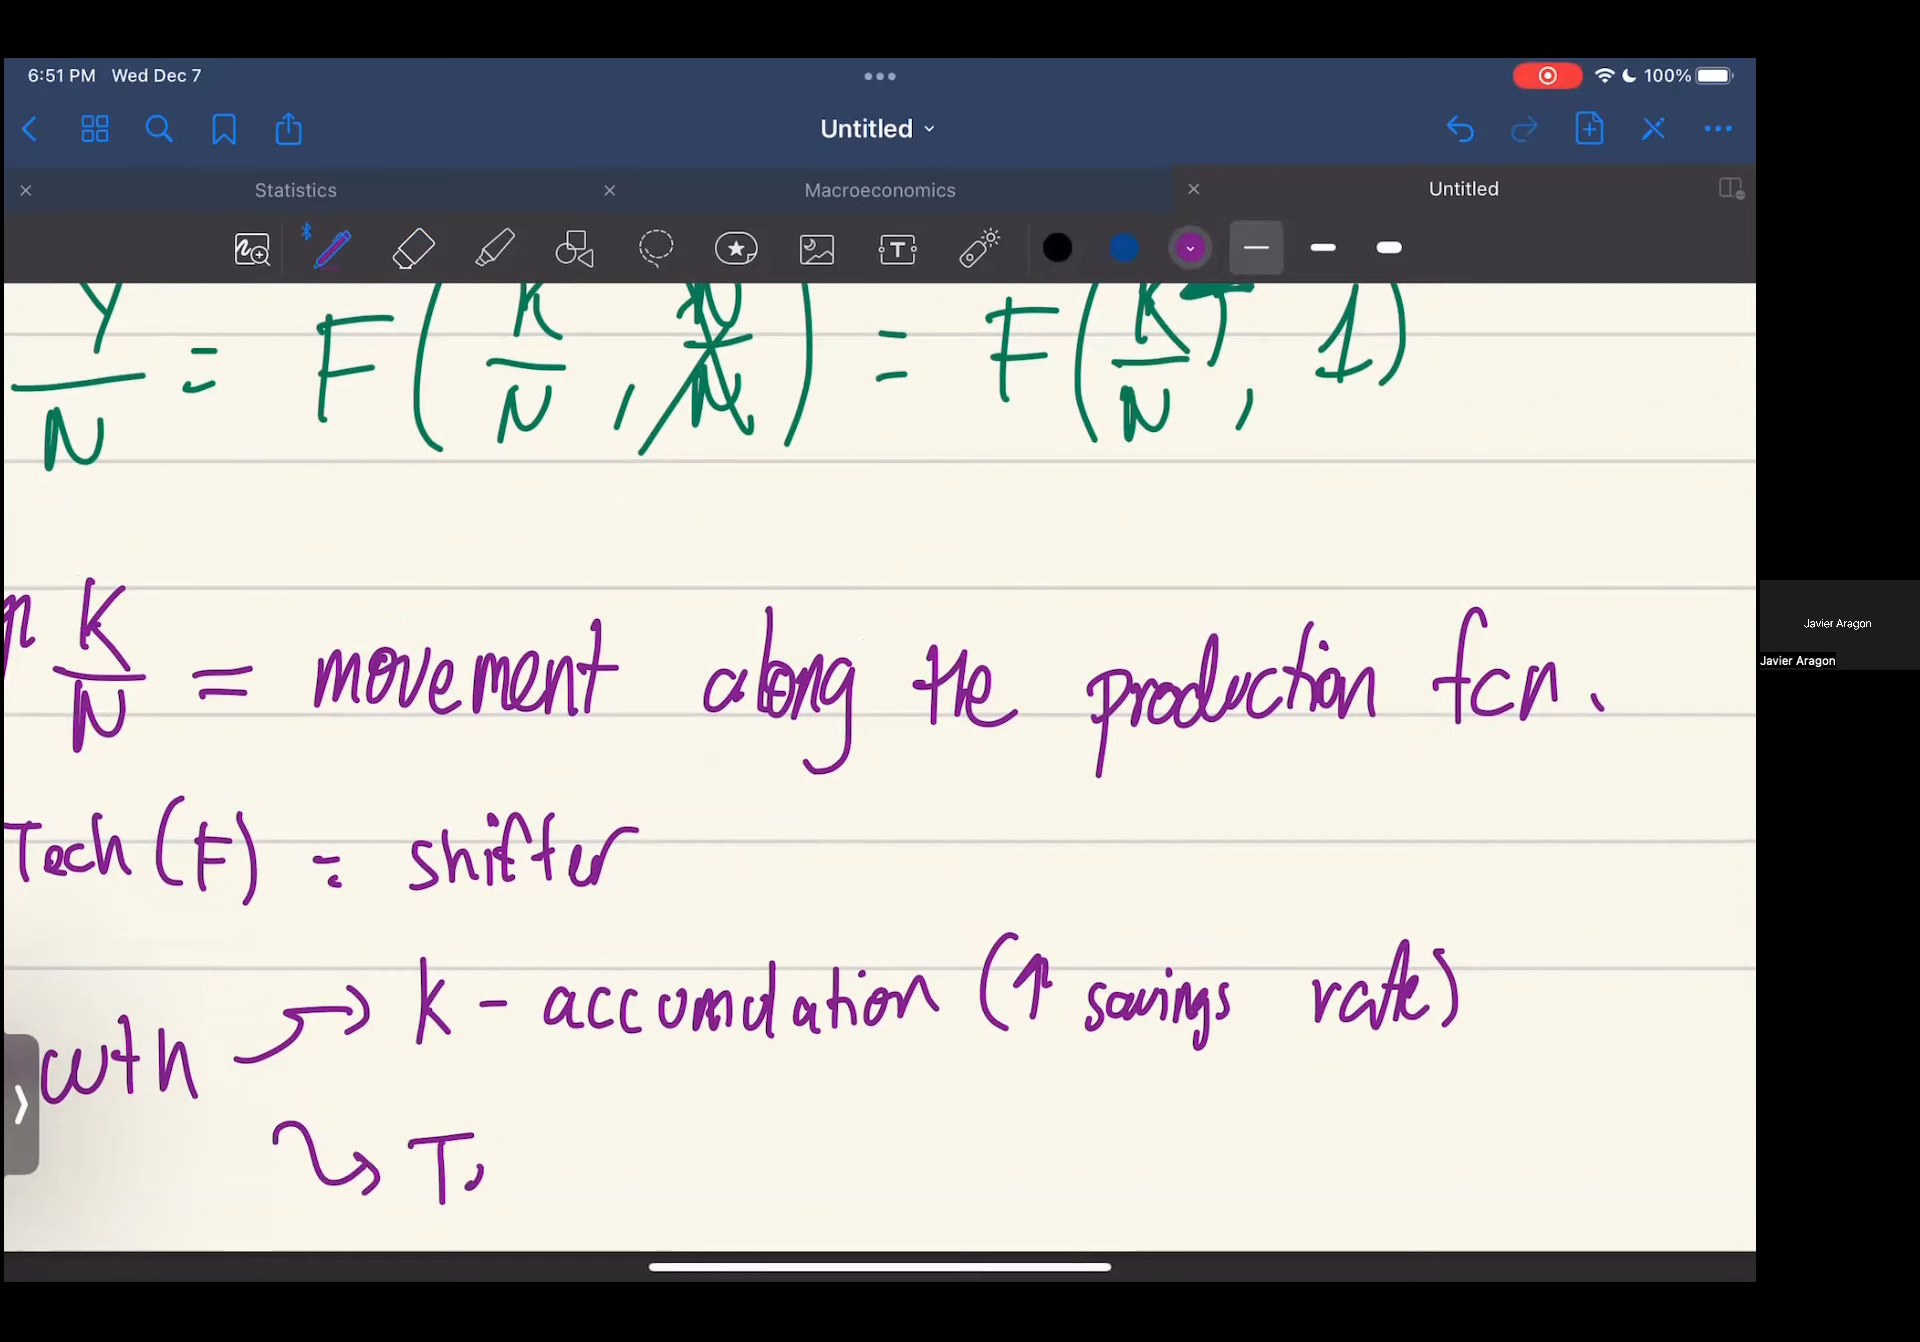 6:51 PM Wed Dec 7 100%
Untitled
Statistics Macroeconomics Untitled
Y/N = F(K/N, N/N) = F(K/N, 1)
K/N = movement along the production fcn.
Javier Aragon
Javier Aragon
Tech (F) = shifter
K - accumulation (↑ savings rate)
wth
T